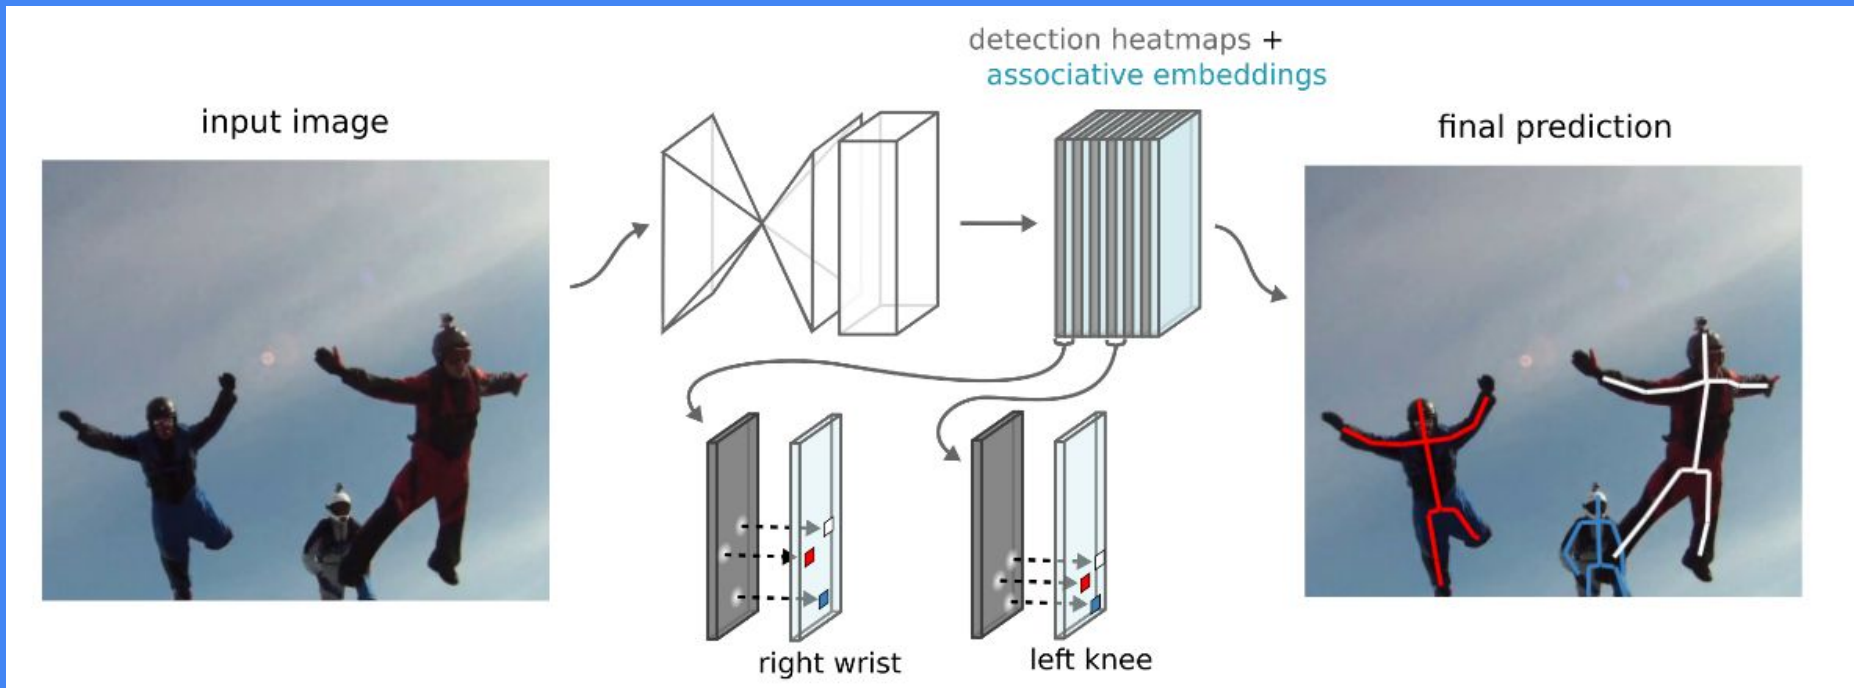 input image
detection heatmaps +
associative embeddings
final prediction
right wrist
left knee